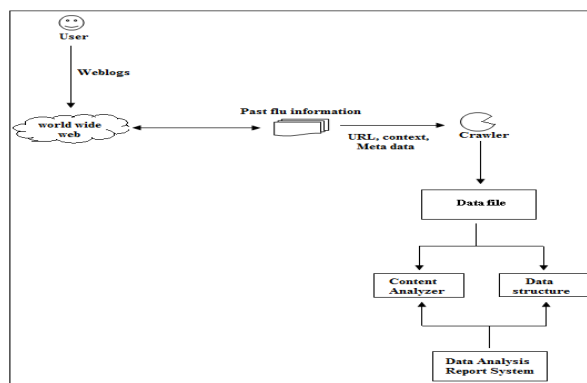 User
Weblogs
world wide
web
Past flu information
URL, context,
Meta data
Crawler
Data file
Content
Analyzer
Data
structure
Data Analysis
Report System